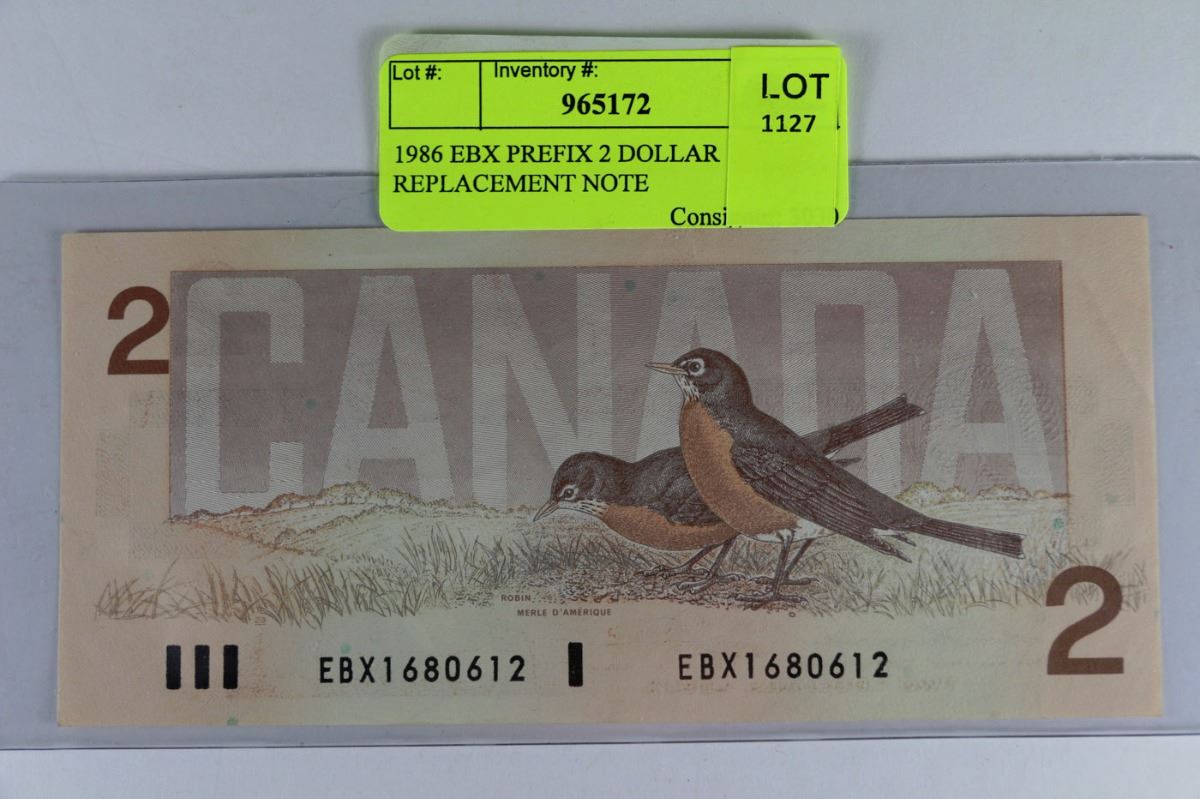 Lot #: Inventory #: LOT
965172 1127
1986 EBX PREFIX 2 DOLLAR
REPLACEMENT NOTE
CANADA
2
ROBIN
MERLE D'AMÉRIQUE
2
EBX1680612 EBX1680612